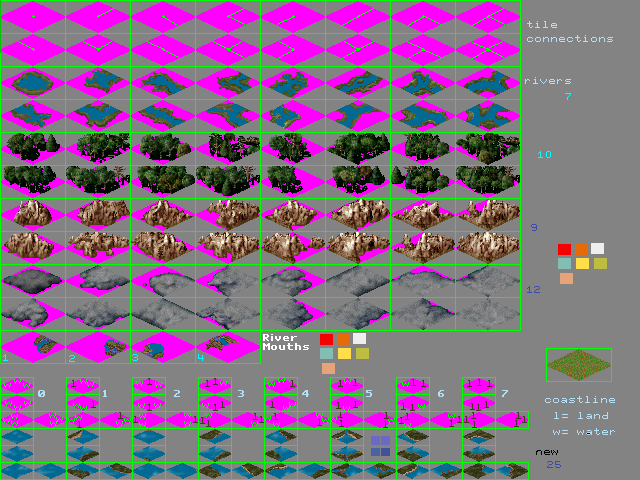 tile
connections
rivers
7
10
9
12
River
Mouths
1 2 3 4
0 1 2 3 4 5 6 7
coastline
l= land
w= water
new
25